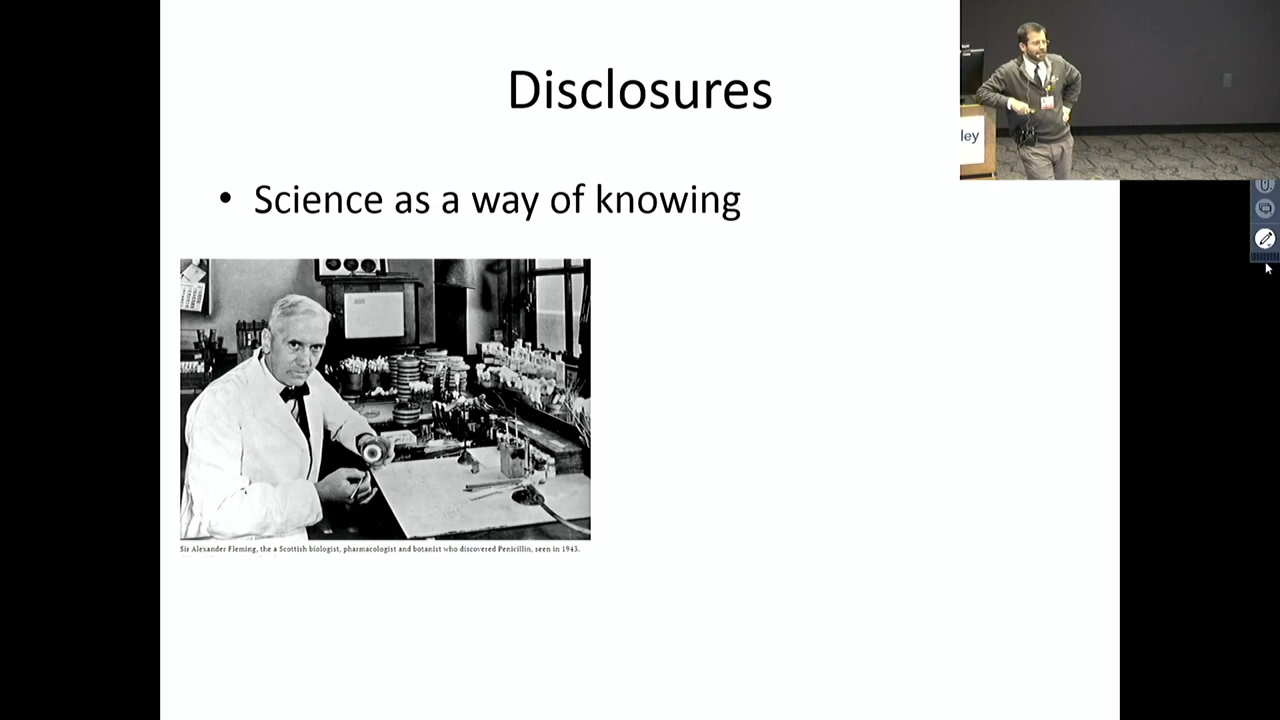 Disclosures
ley
• Science as a way of knowing
Sir Alexander Fleming, the a Scottish biologist, pharmacologist and botanist who discovered Penicillin, seen in 1943.